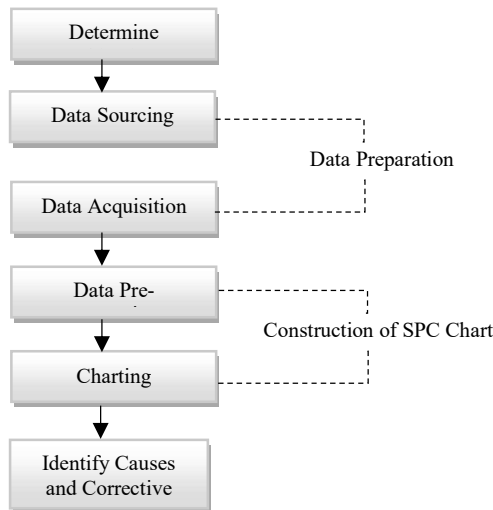 Determine
Data Sourcing
Data Preparation
Data Acquisition
Data Pre-
Construction of SPC Chart
Charting
Identify Causes
and Corrective